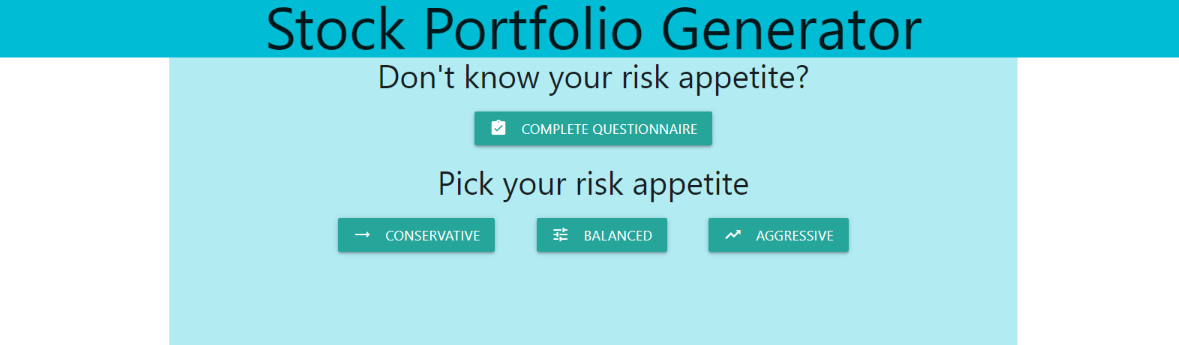 Stock Portfolio Generator
Don't know your risk appetite?
COMPLETE QUESTIONNAIRE
Pick your risk appetite
CONSERVATIVE BALANCED AGGRESSIVE